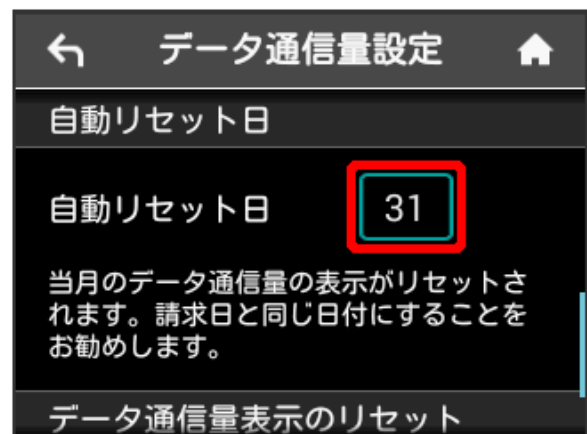 データ通信量設定
自動リセット日
自動リセット日 31
当月のデータ通信量の表示がリセットさ
れます。請求日と同じ日付にすることを
お勧めします。
データ通信量表示のリセット